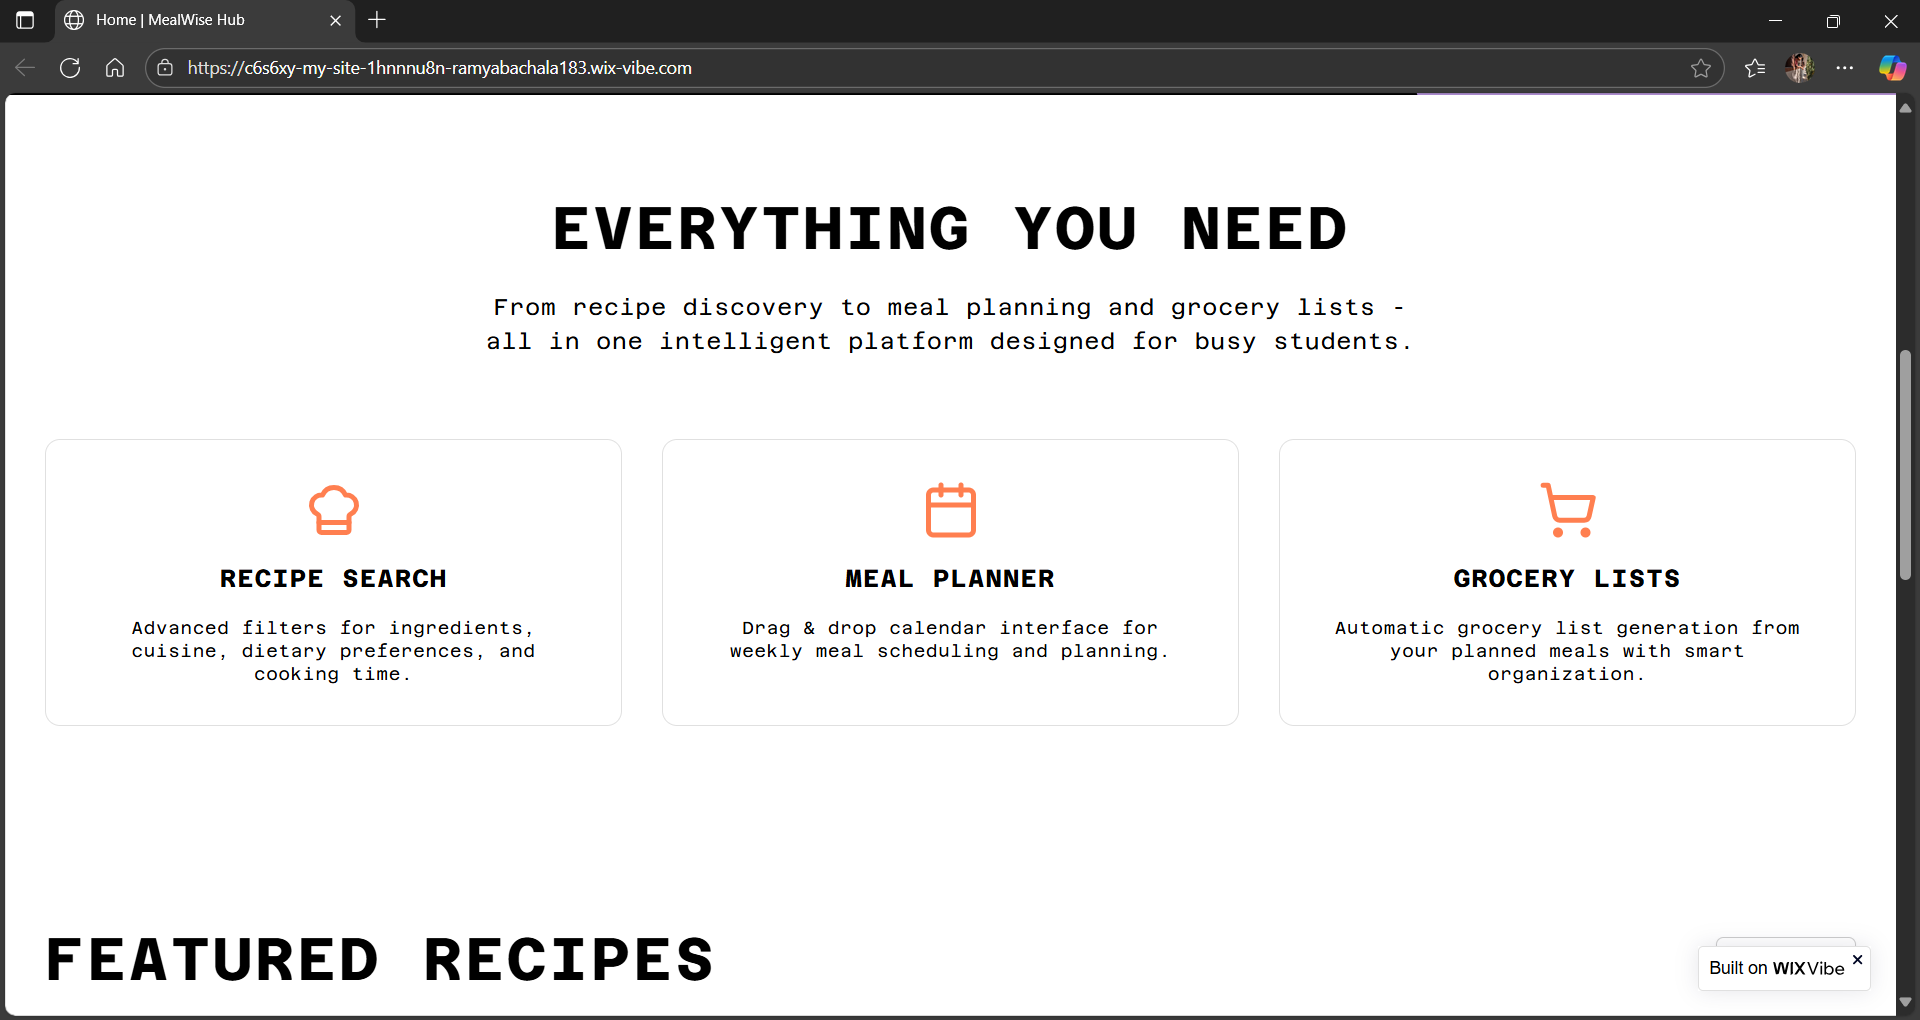 Home | MealWise Hub
https://c6s6xy-my-site-1hnnnu8n-ramyabachala183.wix-vibe.com
EVERYTHING YOU NEED
From recipe discovery to meal planning and grocery lists -
all in one intelligent platform designed for busy students.
RECIPE SEARCH
Advanced filters for ingredients,
cuisine, dietary preferences, and
cooking time.
MEAL PLANNER
Drag & drop calendar interface for
weekly meal scheduling and planning.
GROCERY LISTS
Automatic grocery list generation from
your planned meals with smart
organization.
FEATURED RECIPES
Built on WIX Vibe